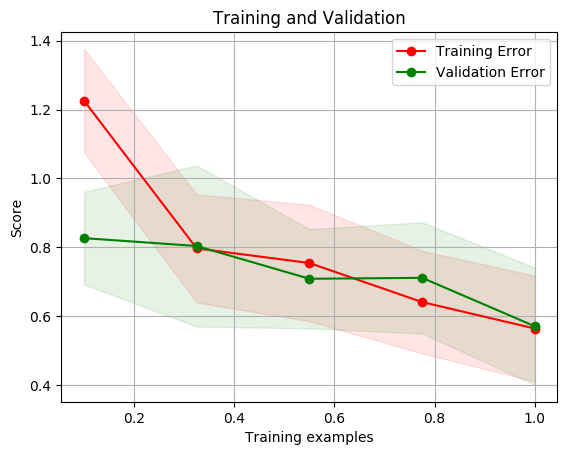 Training and Validation
Training Error
Validation Error
1.4
1.2
1.0
0.8
0.6
0.4
Score
0.2
0.4
0.6
0.8
1.0
Training examples